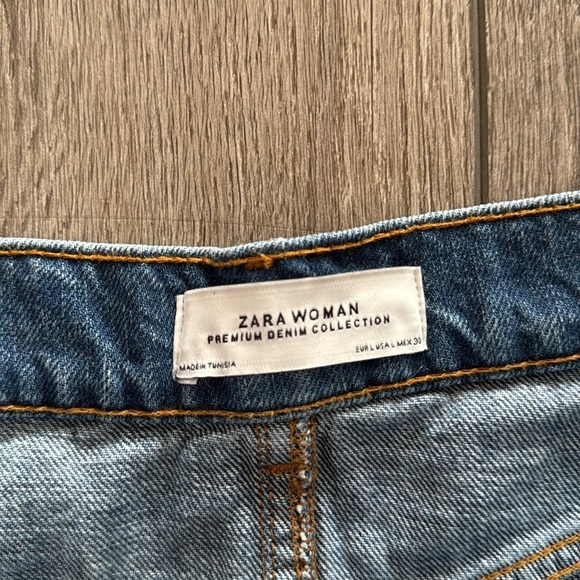 ZARA WOMAN
PREMIUM DENIM COLLECTION
MADE IN TUNISIA
EUR L USA L MEX 30